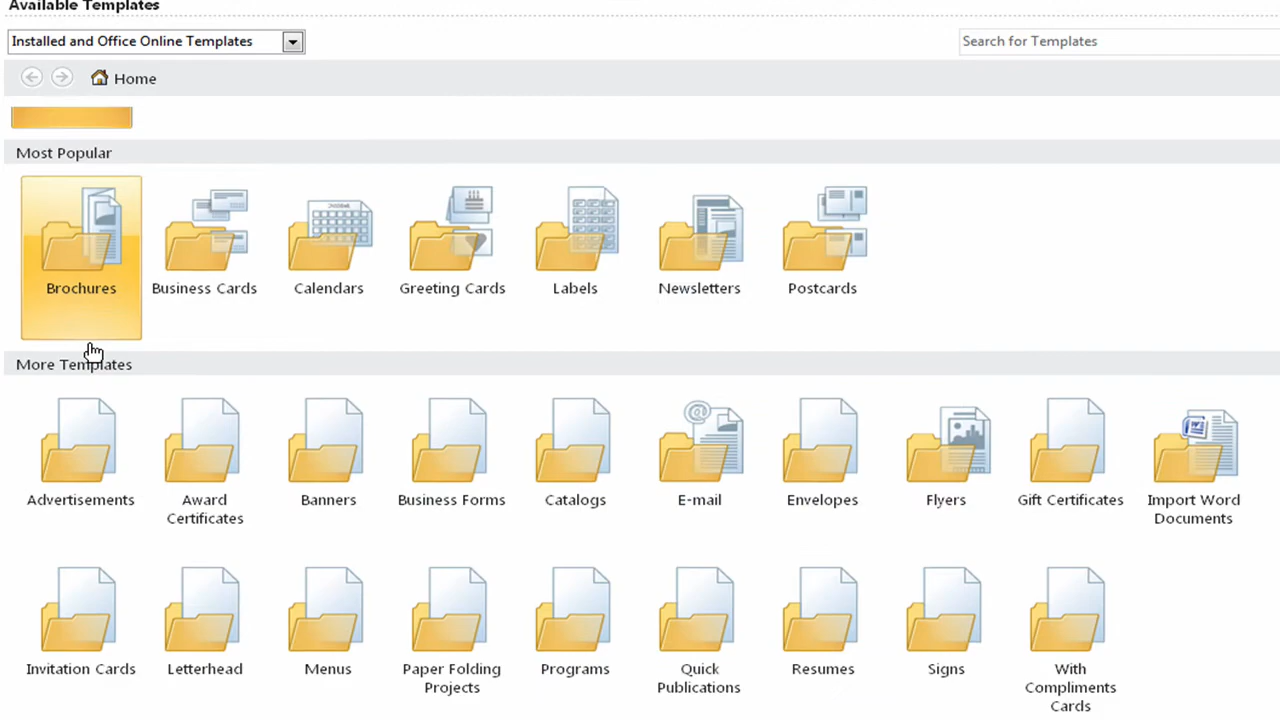 Available Templates
Installed and Office Online Templates
Search for Templates
Home
Most Popular
Brochures
Business Cards
Calendars
Greeting Cards
Labels
Newsletters
Postcards
More Templates
Advertisements
Award
Certificates
Banners
Business Forms
Catalogs
E-mail
Envelopes
Flyers
Gift Certificates
Import Word
Documents
Invitation Cards
Letterhead
Menus
Paper Folding
Projects
Programs
Quick
Publications
Resumes
Signs
With
Compliments
Cards